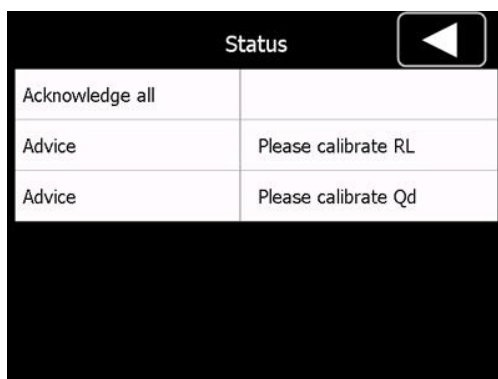 Status
Acknowledge all
Advice Please calibrate RL
Advice Please calibrate Qd